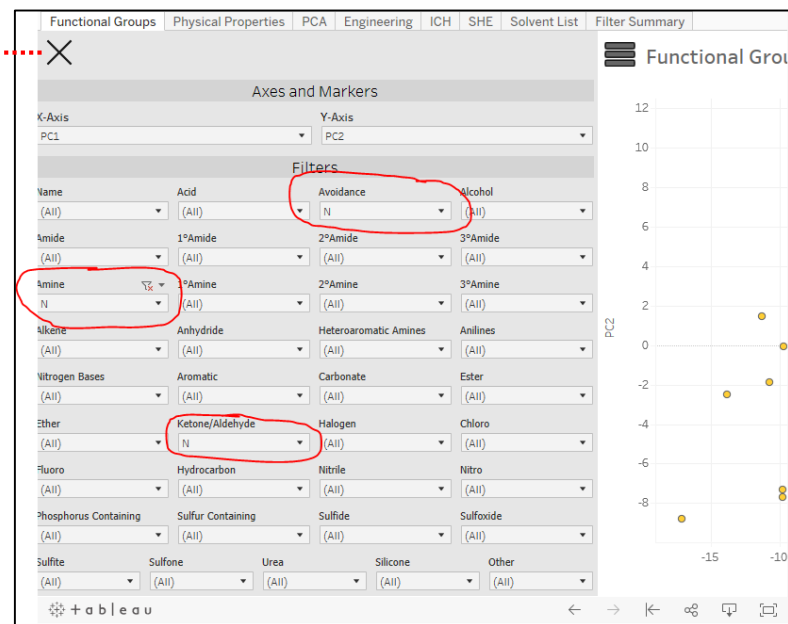 Functional Groups Physical Properties PCA Engineering ICH SHE Solvent List Filter Summary
Functional Grou
Axes and Markers
X-Axis Y-Axis
PC1 PC2
Filters
Name Acid Avoidance Alcohol
(All) (All) N (All)
Amide 1°Amide 2°Amide 3°Amide
(All) (All) (All) (All)
Amine 1°Amine 2°Amine 3°Amine
N (All) (All) (All)
Alkene Anhydride Heteroaromatic Amines Anilines
(All) (All) (All) (All)
Nitrogen Bases Aromatic Carbonate Ester
(All) (All) (All) (All)
Ether Ketone/Aldehyde Halogen Chloro
(All) N (All) (All)
Fluoro Hydrocarbon Nitrile Nitro
(All) (All) (All) (All)
Phosphorus Containing Sulfur Containing Sulfide Sulfoxide
(All) (All) (All) (All)
Sulfite Sulfone Urea Silicone Other
(All) (All) (All) (All) (All)
+ableau
12
10
8
6
4
2
0
-2
-4
-6
-8
PC2
-15 -10